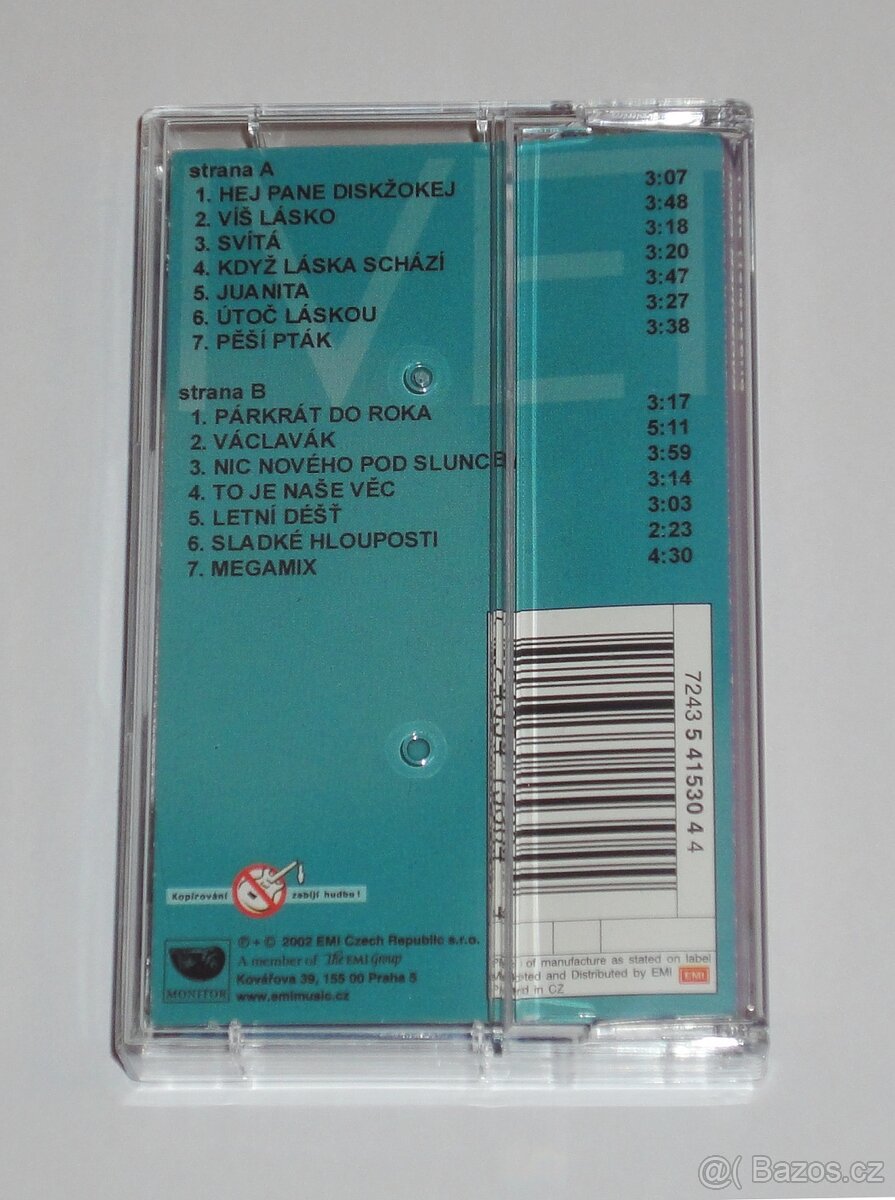 strana A
1. HEJ PANE DISKŽOKEJ 3:07
2. VÍŠ LÁSKO 3:48
3. SVÍTÁ 3:18
4. KDYŽ LÁSKA SCHÁZÍ 3:20
5. JUANITA 3:47
6. ÚTOČ LÁSKOU 3:27
7. PĚŠÍ PTÁK 3:38
strana B
1. PÁRKRÁT DO ROKA 3:17
2. VÁCLAVÁK 5:11
3. NIC NOVÉHO POD SLUNCEM 3:59
4. TO JE NAŠE VĚC 3:14
5. LETNÍ DÉŠŤ 3:03
6. SLADKÉ HLOUPOSTI 2:23
7. MEGAMIX 4:30
7243 5 41530 4 4
Kopírování zabíjí hudbu!
℗ + © 2002 EMI Czech Republic s.r.o.
A member of The EMI Group
Kovářova 39, 155 00 Praha 5
www.emimusic.cz
MONITOR
of manufacture as stated on label
and Distributed by EMI EMI
in CZ
@( Bazos.cz